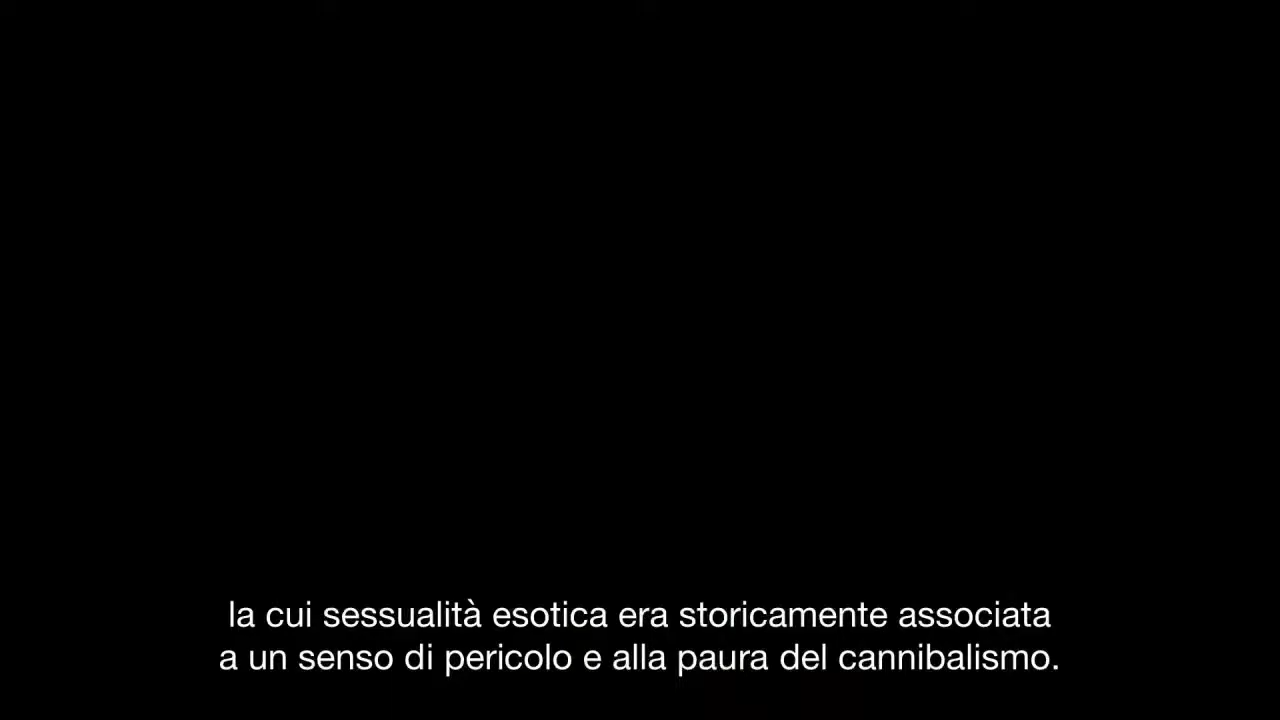 la cui sessualità esotica era storicamente associata
a un senso di pericolo e alla paura del cannibalismo.